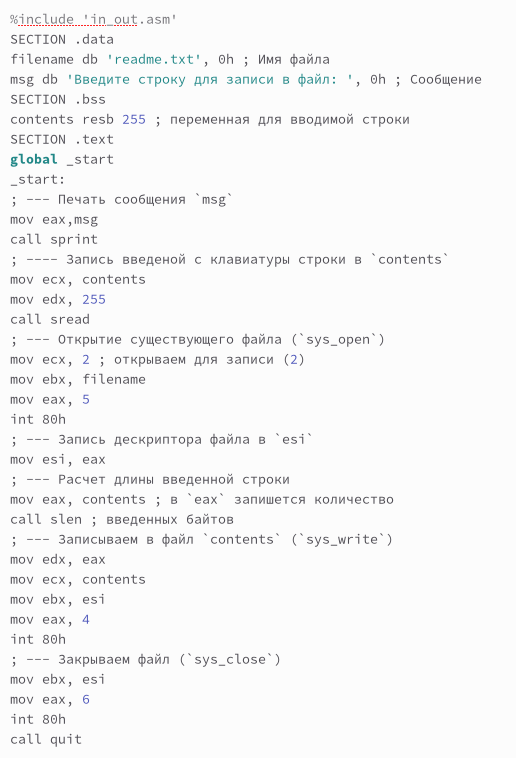 %include 'in_out.asm'
SECTION .data
filename db 'readme.txt', 0h ; Имя файла
msg db 'Введите строку для записи в файл: ', 0h ; Сообщение
SECTION .bss
contents resb 255 ; переменная для вводимой строки
SECTION .text
global _start
_start:
; --- Печать сообщения `msg`
mov eax,msg
call sprint
; ---- Запись введеной с клавиатуры строки в `contents`
mov ecx, contents
mov edx, 255
call sread
; --- Открытие существующего файла (`sys_open`)
mov ecx, 2 ; открываем для записи (2)
mov ebx, filename
mov eax, 5
int 80h
; --- Запись дескриптора файла в `esi`
mov esi, eax
; --- Расчет длины введенной строки
mov eax, contents ; в `eax` запишется количество
call slen ; введенных байтов
; --- Записываем в файл `contents` (`sys_write`)
mov edx, eax
mov ecx, contents
mov ebx, esi
mov eax, 4
int 80h
; --- Закрываем файл (`sys_close`)
mov ebx, esi
mov eax, 6
int 80h
call quit